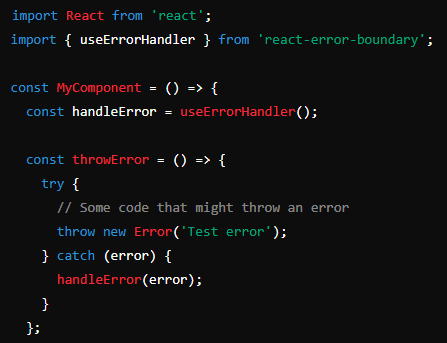 import React from 'react';
import { useErrorHandler } from 'react-error-boundary';
const MyComponent = () => {
const handleError = useErrorHandler();
const throwError = () => {
try {
// Some code that might throw an error
throw new Error('Test error');
} catch (error) {
handleError(error);
}
};